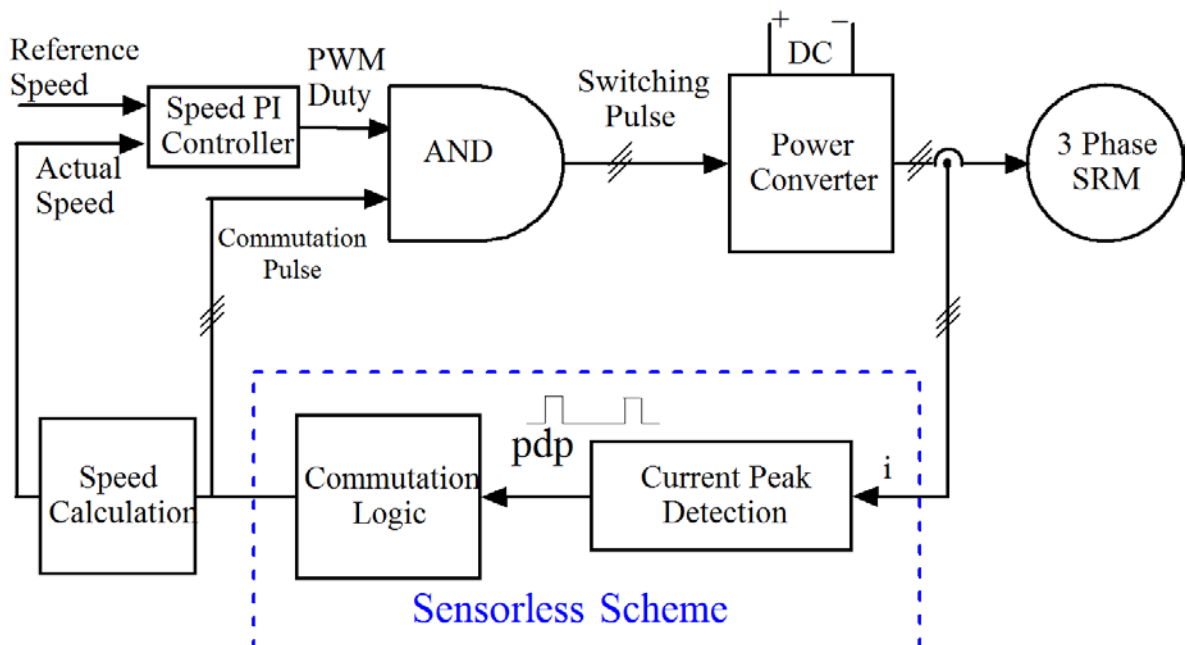 Reference
Speed
Speed PI
Controller
Actual
Speed
PWM
Duty
AND
Commutation
Pulse
Switching
Pulse
+ −
DC
Power
Converter
3 Phase
SRM
Speed
Calculation
Commutation
Logic
pdp
Current Peak
Detection
i
Sensorless Scheme